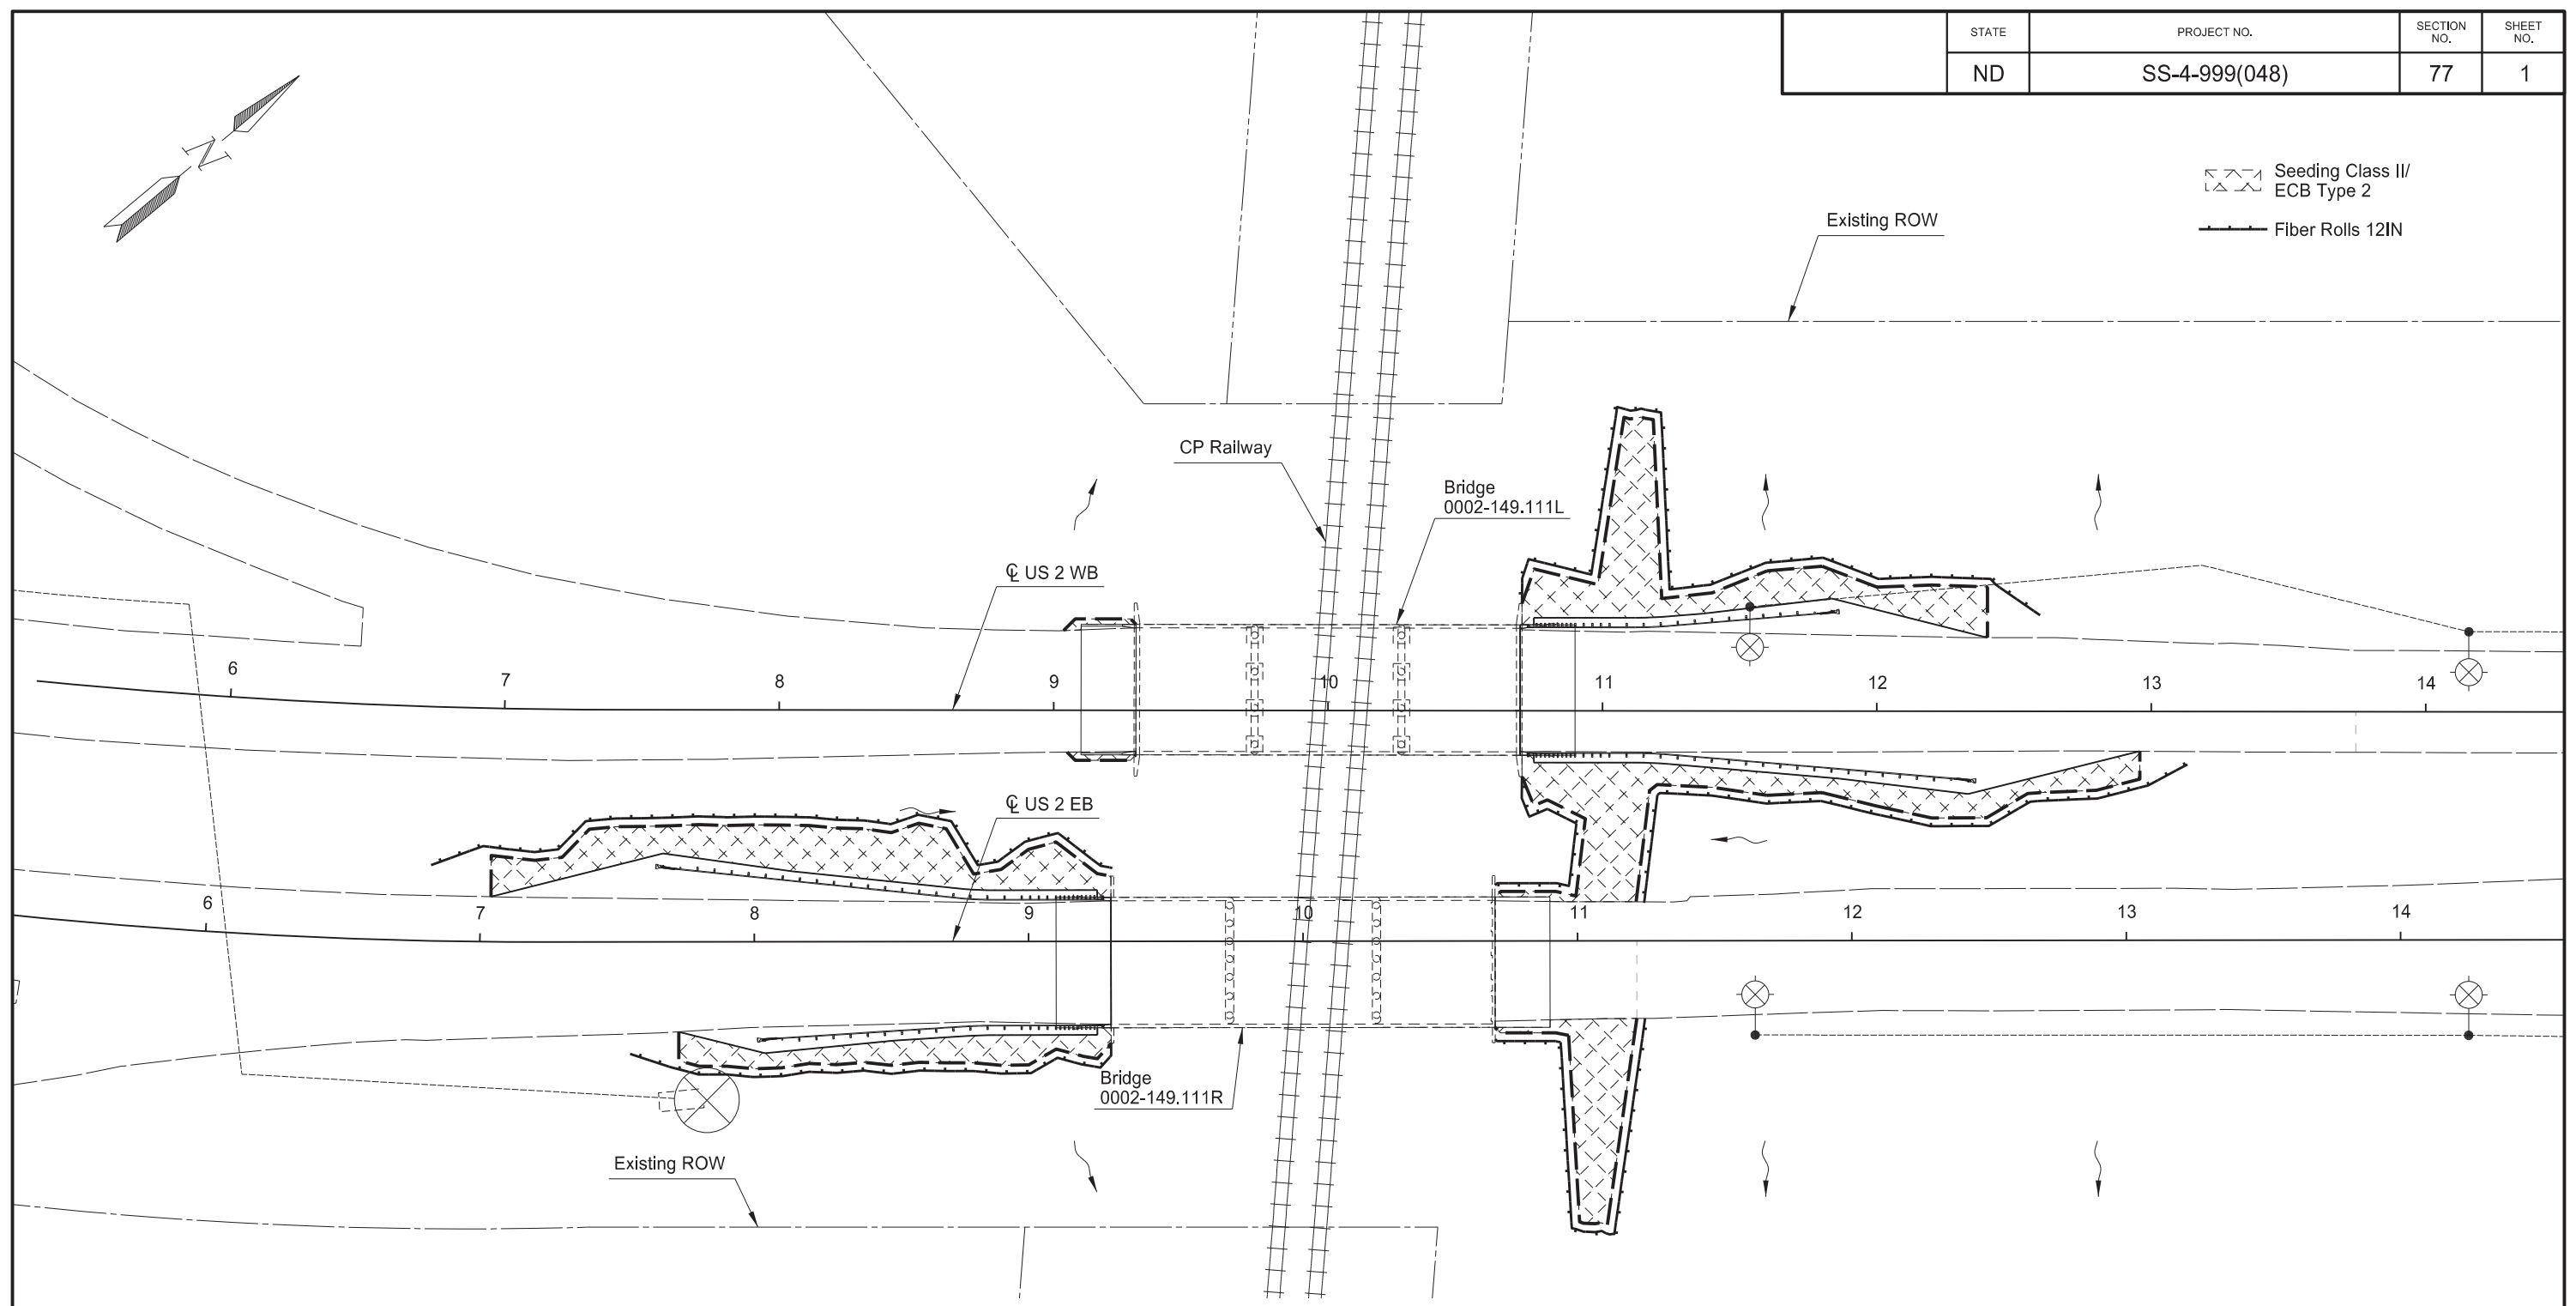 STATE
PROJECT NO.
SECTION
NO.
SHEET
NO.
ND
SS-4-999(048)
77
1
N
Seeding Class II/
ECB Type 2
Fiber Rolls 12IN
Existing ROW
CP Railway
Bridge
0002-149.111L
℄ US 2 WB
6 7 8 9 10 11 12 13 14
℄ US 2 EB
6 7 8 9 10 11 12 13 14
Bridge
0002-149.111R
Existing ROW